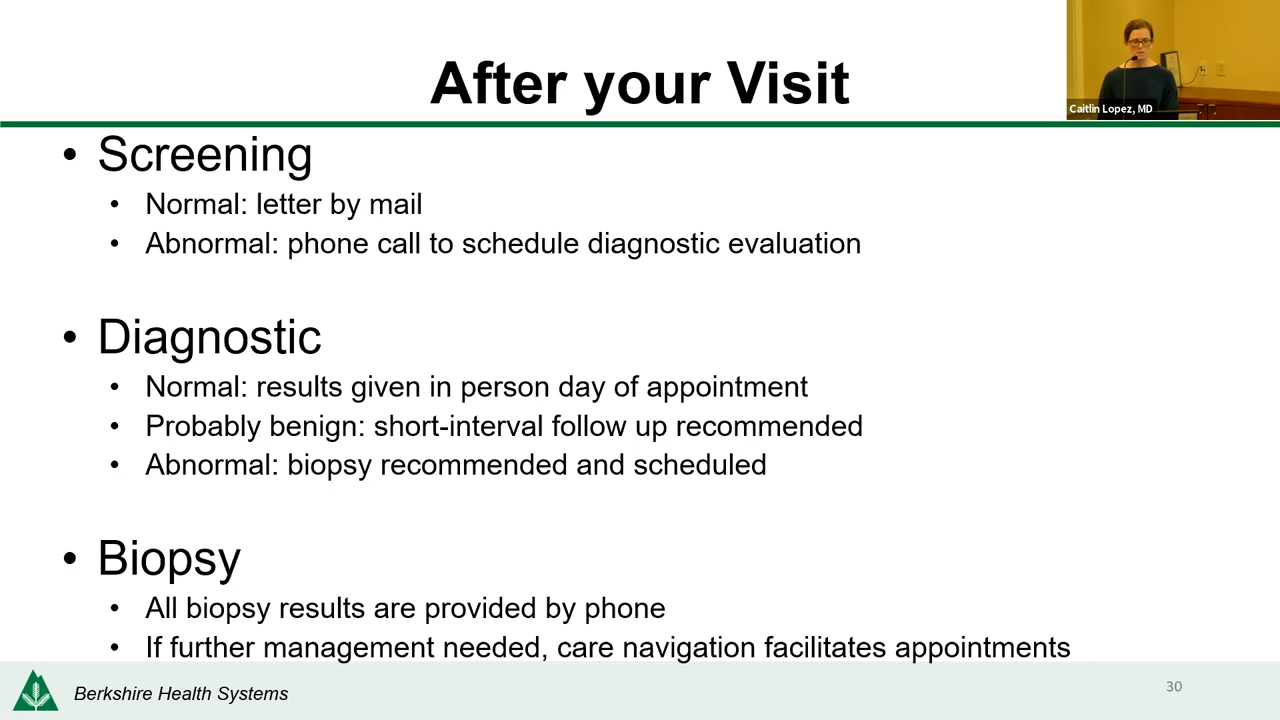 After your Visit
Caitlin Lopez, MD
• Screening
• Normal: letter by mail
• Abnormal: phone call to schedule diagnostic evaluation
• Diagnostic
• Normal: results given in person day of appointment
• Probably benign: short-interval follow up recommended
• Abnormal: biopsy recommended and scheduled
• Biopsy
• All biopsy results are provided by phone
• If further management needed, care navigation facilitates appointments
Berkshire Health Systems
30